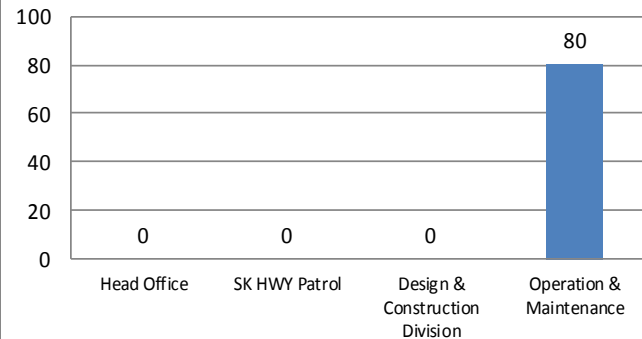 100
80
60
40
20
0
80
0
0
0
Head Office
SK HWY Patrol
Design &
Construction
Division
Operation &
Maintenance